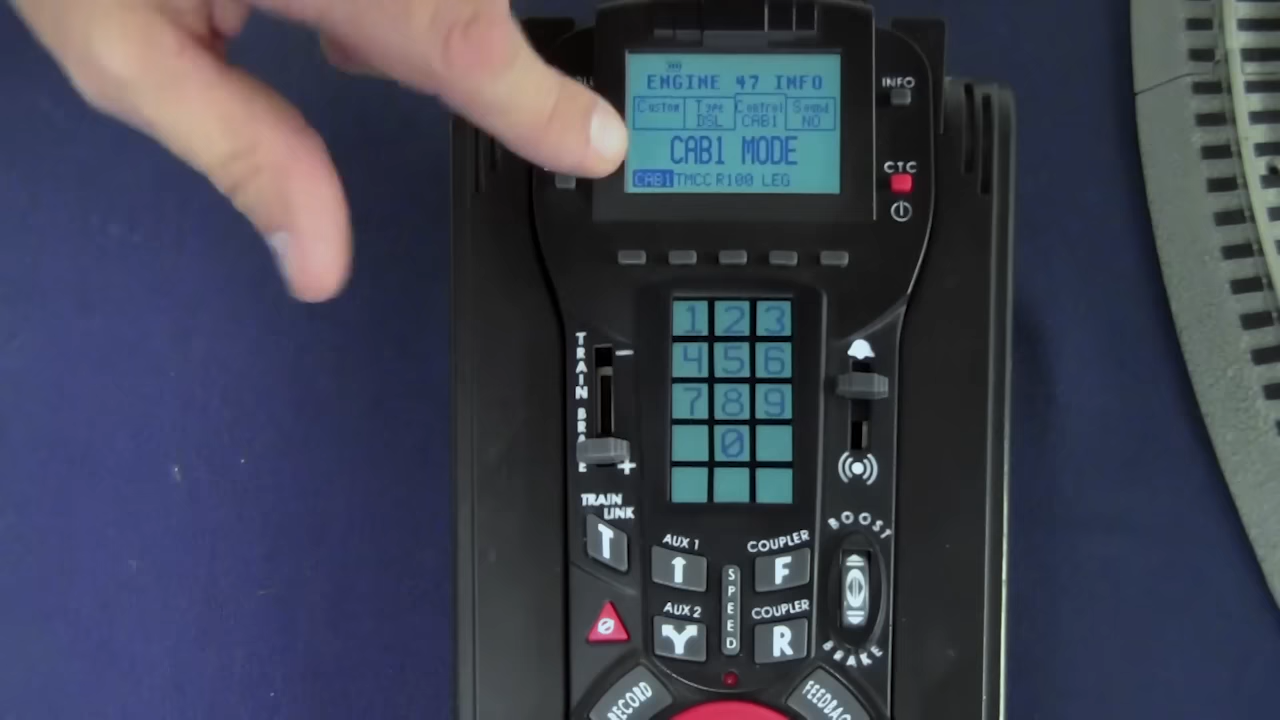 ENGINE 47 INFO
Custom Type Control Sound
DSL CAB1 NO
CAB1 MODE
CAB1 TMCC R100 LEG
INFO
CTC
1 2 3
4 5 6
7 8 9
0
TRAIN BRAKE
TRAIN LINK
T
AUX 1
AUX 2
SPEED
COUPLER
F
COUPLER
R
BOOST
BRAKE
RECORD